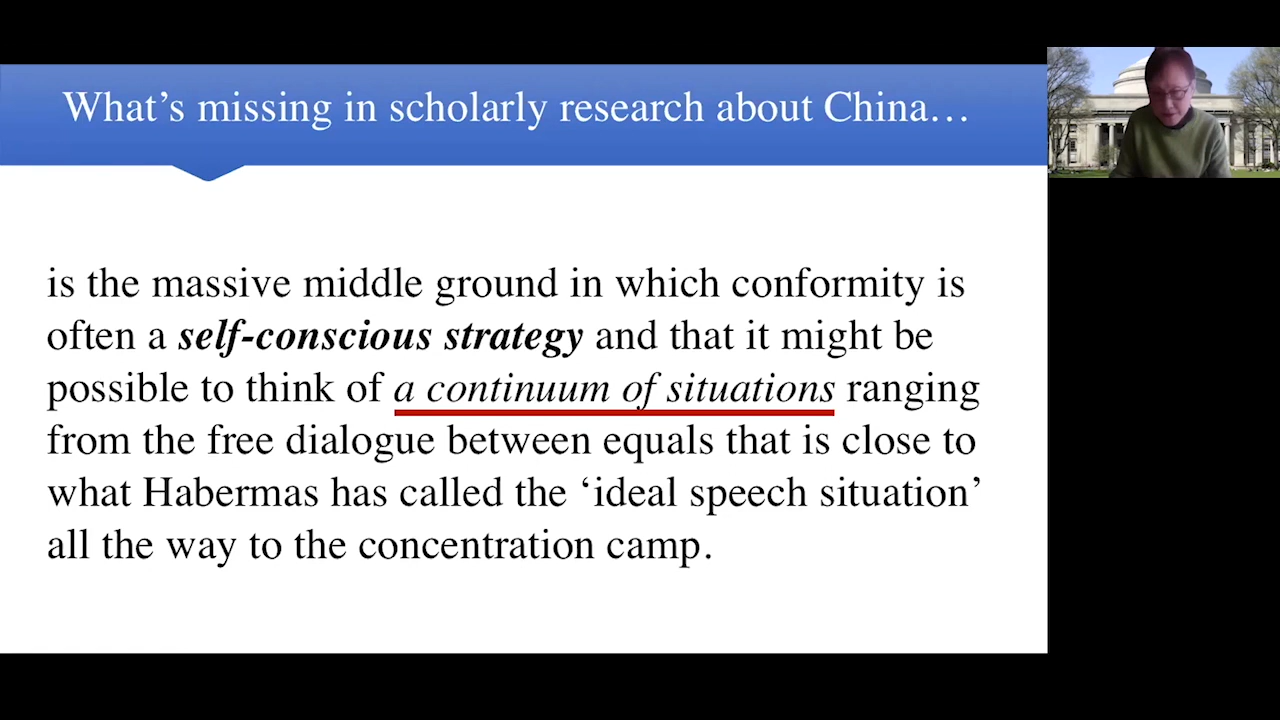 What’s missing in scholarly research about China…
is the massive middle ground in which conformity is
often a self-conscious strategy and that it might be
possible to think of a continuum of situations ranging
from the free dialogue between equals that is close to
what Habermas has called the ‘ideal speech situation’
all the way to the concentration camp.